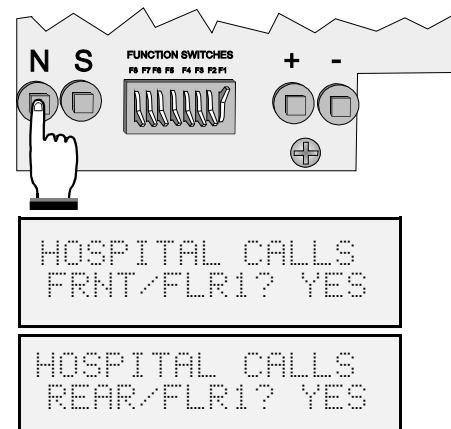 N S FUNCTION SWITCHES + -
F8 F7 F6 F5 F4 F3 F2 F1
HOSPITAL CALLS
FRNT/FLR1? YES
HOSPITAL CALLS
REAR/FLR1? YES